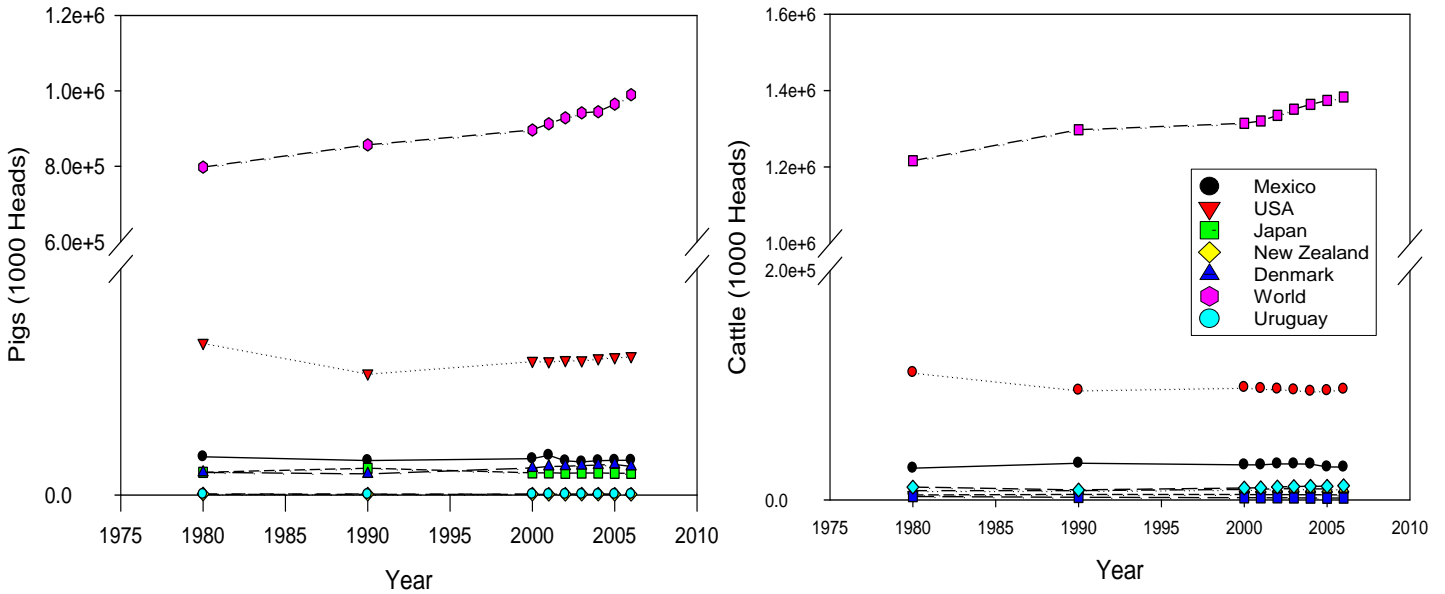 1.2e+6
1.0e+6
8.0e+5
6.0e+5
0.0
Pigs (1000 Heads)
1975 1980 1985 1990 1995 2000 2005 2010
Year
1.6e+6
1.4e+6
1.2e+6
1.0e+6
2.0e+5
0.0
Cattle (1000 Heads)
Mexico
USA
Japan
New Zealand
Denmark
World
Uruguay
1975 1980 1985 1990 1995 2000 2005 2010
Year